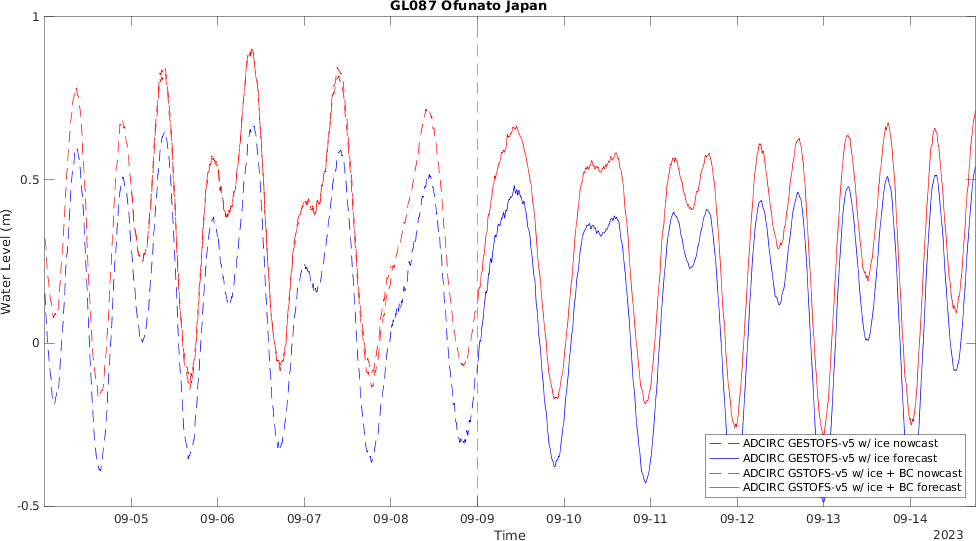 GL087 Ofunato Japan
1
0.5
0
-0.5
Water Level (m)
09-05 09-06 09-07 09-08 09-09 09-10 09-11 09-12 09-13 09-14
Time
2023
ADCIRC GESTOFS-v5 w/ ice nowcast
ADCIRC GESTOFS-v5 w/ ice forecast
ADCIRC GSTOFS-v5 w/ ice + BC nowcast
ADCIRC GSTOFS-v5 w/ ice + BC forecast